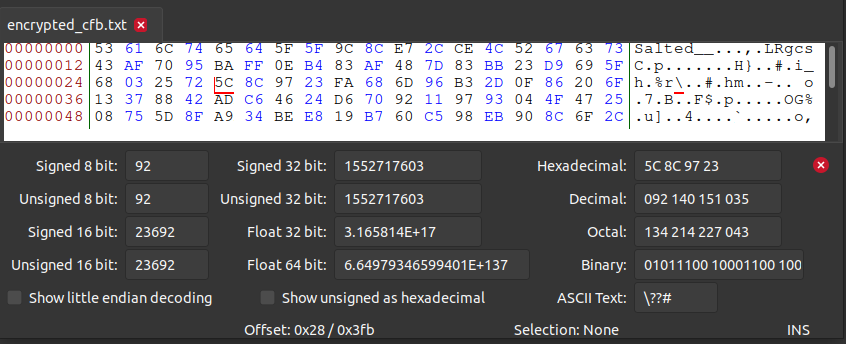 encrypted_cfb.txt
00000000 53 61 6C 74 65 64 5F 5F 9C 8C E7 2C CE 4C 52 67 63 73 Salted__...,.LRgcs
00000012 43 AF 70 95 BA FF 0E B4 83 AF 48 7D 83 BB 23 D9 69 5F C.p.......H}..#.i_
00000024 68 03 25 72 5C 8C 97 23 FA 68 6D 96 B3 2D 0F 86 20 6F h.%r\..#.hm..-.. o
00000036 13 37 88 42 AD C6 46 24 D6 70 92 11 97 93 04 4F 47 25 .7.B..F$.p.....OG%
00000048 08 75 5D 8F A9 34 BE E8 19 B7 60 C5 98 EB 90 8C 6F 2C .u]..4....`.....o,
Signed 8 bit: 92 Signed 32 bit: 1552717603 Hexadecimal: 5C 8C 97 23
Unsigned 8 bit: 92 Unsigned 32 bit: 1552717603 Decimal: 092 140 151 035
Signed 16 bit: 23692 Float 32 bit: 3.165814E+17 Octal: 134 214 227 043
Unsigned 16 bit: 23692 Float 64 bit: 6.64979346599401E+137 Binary: 01011100 10001100 100
Show little endian decoding Show unsigned as hexadecimal ASCII Text: \??#
Offset: 0x28 / 0x3fb Selection: None INS